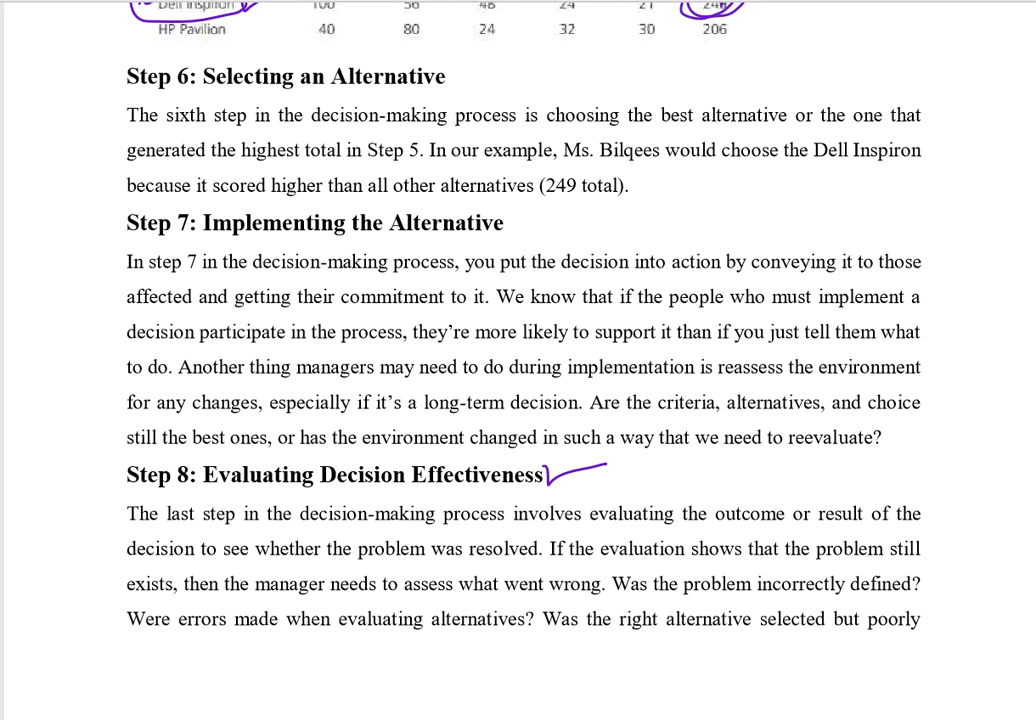 Dell Inspiron
HP Pavilion 40 80 24 32 30 206
Step 6: Selecting an Alternative
The sixth step in the decision-making process is choosing the best alternative or the one that
generated the highest total in Step 5. In our example, Ms. Bilqees would choose the Dell Inspiron
because it scored higher than all other alternatives (249 total).
Step 7: Implementing the Alternative
In step 7 in the decision-making process, you put the decision into action by conveying it to those
affected and getting their commitment to it. We know that if the people who must implement a
decision participate in the process, they’re more likely to support it than if you just tell them what
to do. Another thing managers may need to do during implementation is reassess the environment
for any changes, especially if it’s a long-term decision. Are the criteria, alternatives, and choice
still the best ones, or has the environment changed in such a way that we need to reevaluate?
Step 8: Evaluating Decision Effectiveness
The last step in the decision-making process involves evaluating the outcome or result of the
decision to see whether the problem was resolved. If the evaluation shows that the problem still
exists, then the manager needs to assess what went wrong. Was the problem incorrectly defined?
Were errors made when evaluating alternatives? Was the right alternative selected but poorly